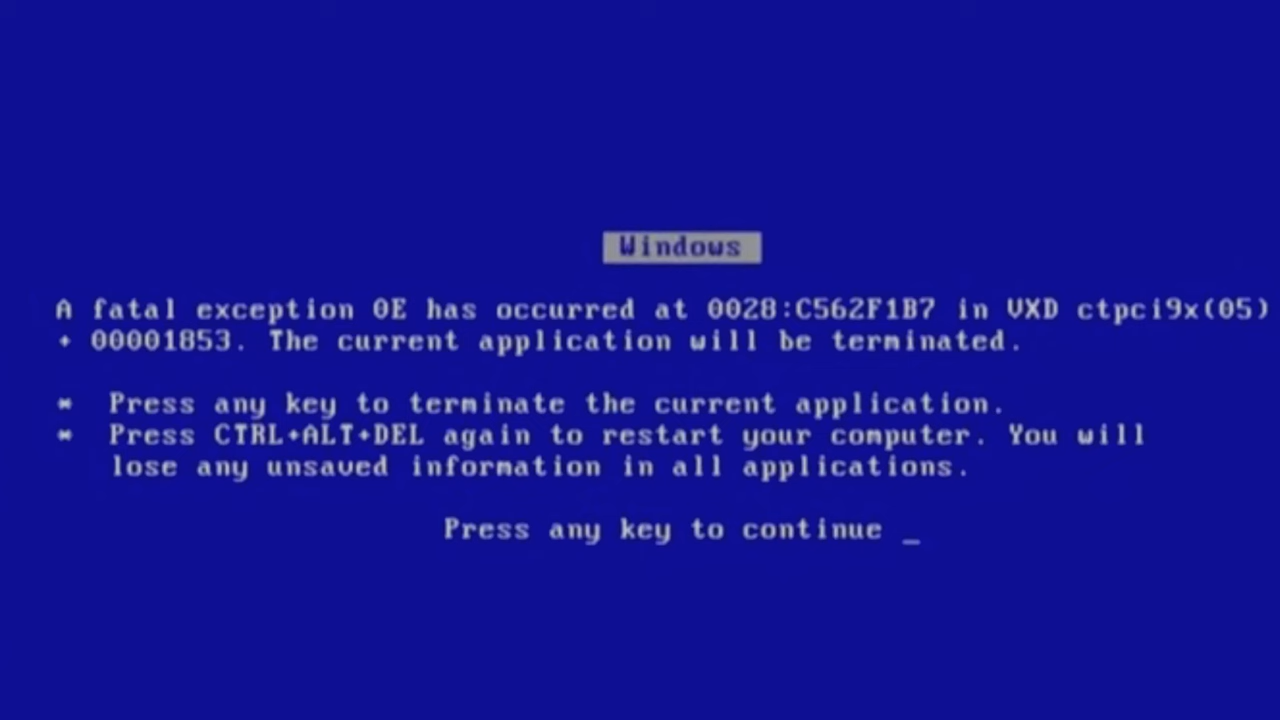 Windows
A fatal exception 0E has occurred at 0028:C562F1B7 in VXD ctpci9x(05)
+ 00001853. The current application will be terminated.
* Press any key to terminate the current application.
* Press CTRL+ALT+DEL again to restart your computer. You will
lose any unsaved information in all applications.
Press any key to continue _